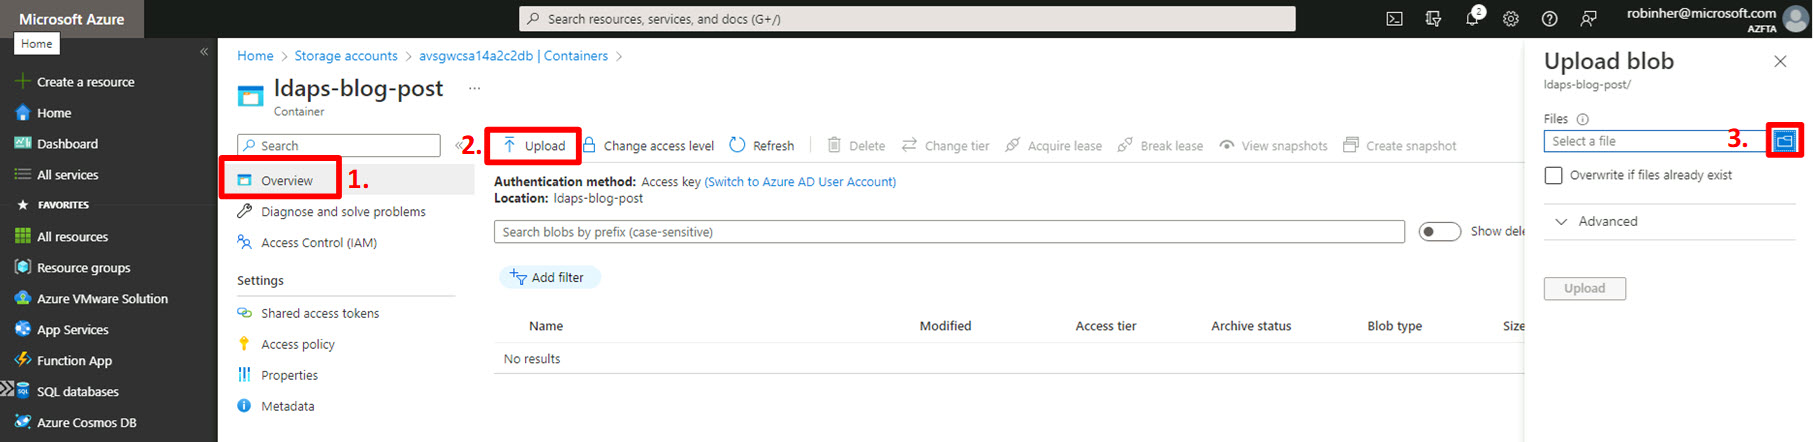 Microsoft Azure
Search resources, services, and docs (G+/)
2
robinher@microsoft.com
AZFTA
Home
«
Create a resource
Home
Dashboard
All services
FAVORITES
All resources
Resource groups
Azure VMware Solution
App Services
Function App
SQL databases
Azure Cosmos DB
Home > Storage accounts > avsgwcsa14a2c2db | Containers >
ldaps-blog-post ...
Container
Search
«
Overview
1.
Diagnose and solve problems
Access Control (IAM)
Settings
Shared access tokens
Access policy
Properties
Metadata
2.
Upload Change access level Refresh Delete Change tier Acquire lease Break lease View snapshots Create snapshot
Authentication method: Access key (Switch to Azure AD User Account)
Location: ldaps-blog-post
Search blobs by prefix (case-sensitive)
Show dele
Add filter
Name Modified Access tier Archive status Blob type Size
No results
Upload blob
ldaps-blog-post/
Files
Select a file
3.
Overwrite if files already exist
Advanced
Upload